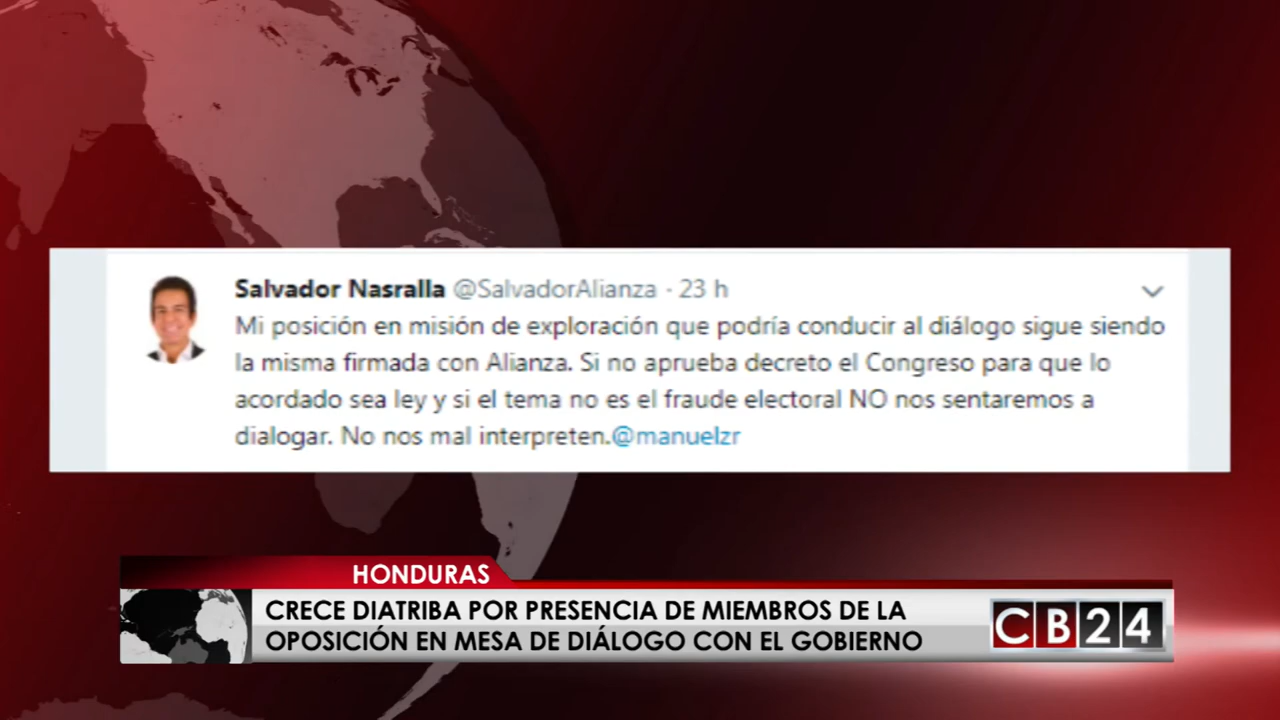 Salvador Nasralla @SalvadorAlianza · 23 h
Mi posición en misión de exploración que podría conducir al diálogo sigue siendo
la misma firmada con Alianza. Si no aprueba decreto el Congreso para que lo
acordado sea ley y si el tema no es el fraude electoral NO nos sentaremos a
dialogar. No nos mal interpreten.@manuelzr
HONDURAS
CRECE DIATRIBA POR PRESENCIA DE MIEMBROS DE LA
OPOSICIÓN EN MESA DE DIÁLOGO CON EL GOBIERNO
CB24